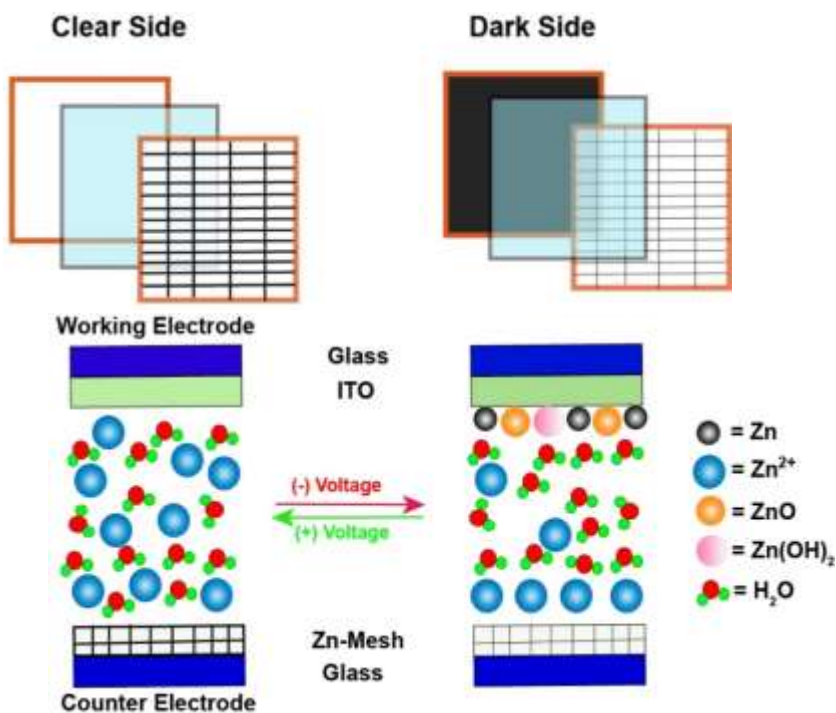 Clear Side
Dark Side
Working Electrode
Glass
ITO
(-) Voltage
(+) Voltage
= Zn
= Zn²⁺
= ZnO
= Zn(OH)₂
= H₂O
Zn-Mesh
Glass
Counter Electrode